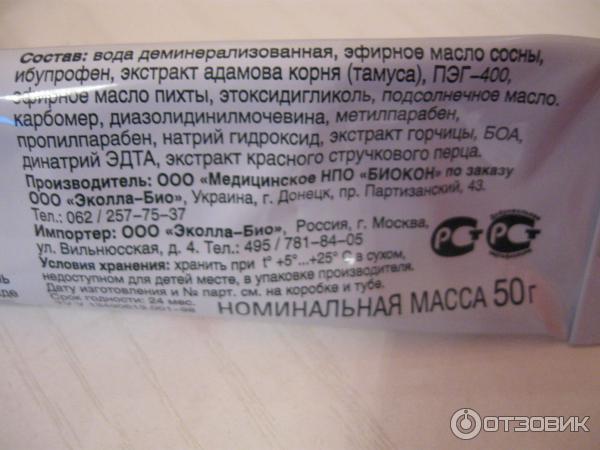 Состав: вода деминерализованная, эфирное масло сосны,
ибупрофен, экстракт адамова корня (тамуса), ПЭГ-400,
эфирное масло пихты, этоксидигликоль, подсолнечное масло.
карбомер, диазолидинилмочевина, метилпарабен,
пропилпарабен, натрий гидроксид, экстракт горчицы, БОА,
динатрий ЭДТА, экстракт красного стручкового перца.
Производитель: ООО «Медицинское НПО «БИОКОН» по заказу
ООО «Эколла-Био», Украина, г. Донецк, пр. Партизанский, 43.
Тел.: 062 / 257-75-37
Импортер: ООО «Эколла-Био», Россия, г. Москва,
ул. Вильнюсская, д. 4. Тел.: 495 / 781-84-05
Условия хранения: хранить при t° +5°...+25° С в сухом,
недоступном для детей месте, в упаковке производителя.
Дату изготовления и № парт. см. на коробке и тубе.
Срок годности: 24 мес.
НОМИНАЛЬНАЯ МАССА 50 г
РСТ
РСТ
ОТЗОВИК